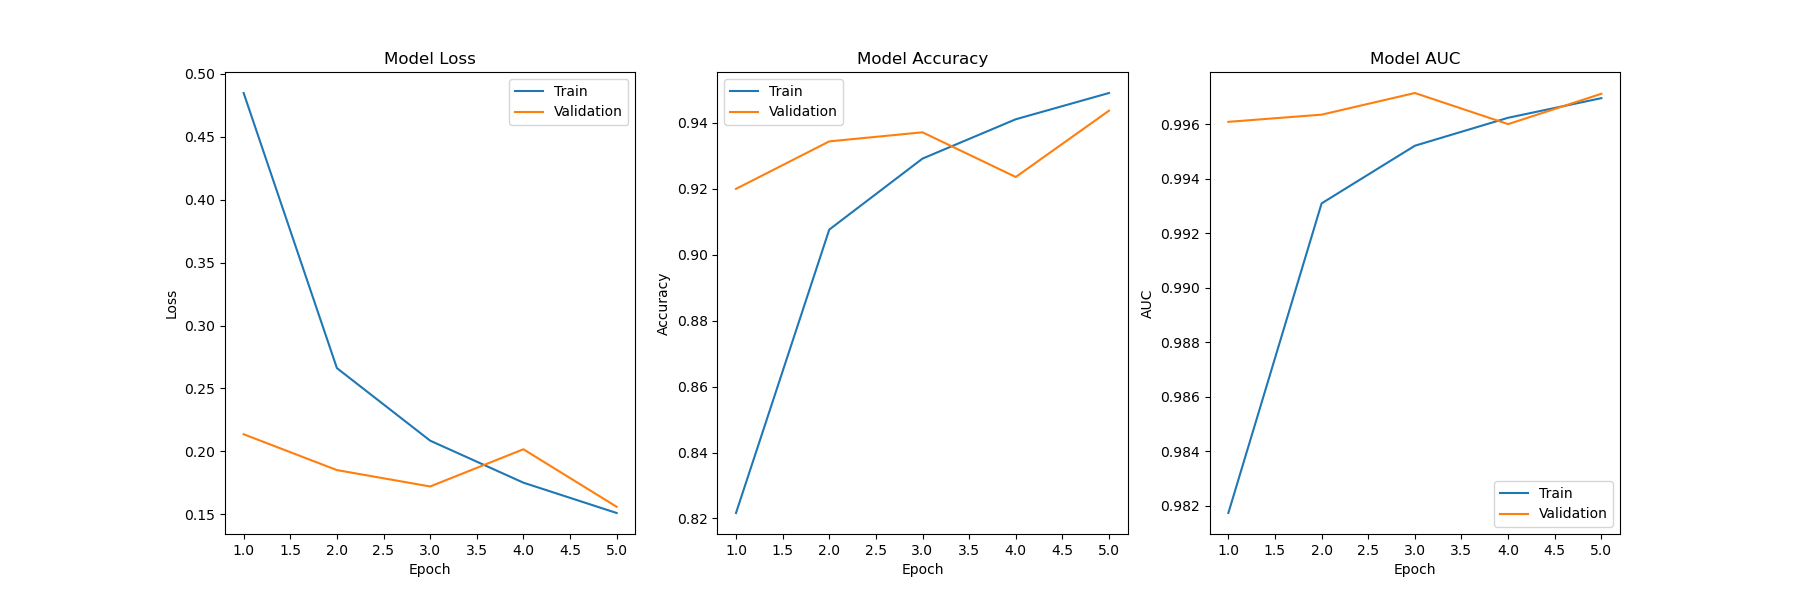 Model Loss
0.50
0.45
0.40
0.35
0.30
0.25
0.20
0.15
Loss
1.0 1.5 2.0 2.5 3.0 3.5 4.0 4.5 5.0
Epoch
Train
Validation
Model Accuracy
0.94
0.92
0.90
0.88
0.86
0.84
0.82
Accuracy
1.0 1.5 2.0 2.5 3.0 3.5 4.0 4.5 5.0
Epoch
Train
Validation
Model AUC
0.996
0.994
0.992
0.990
0.988
0.986
0.984
0.982
AUC
1.0 1.5 2.0 2.5 3.0 3.5 4.0 4.5 5.0
Epoch
Train
Validation